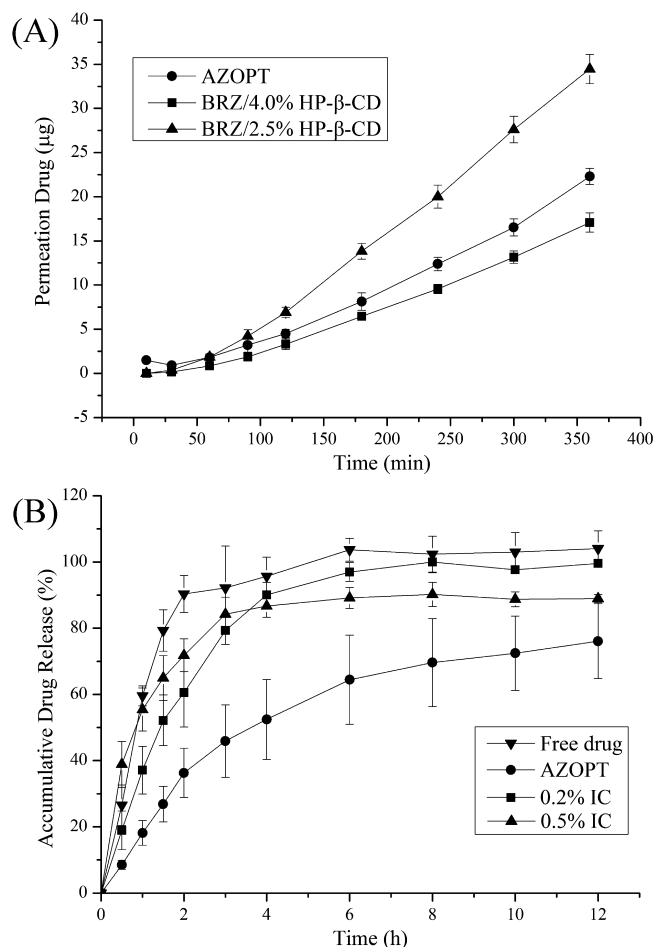 (A)
40
35
30
25
20
15
10
5
0
-5
Permeation Drug (μg)
AZOPT
BRZ/4.0% HP-β-CD
BRZ/2.5% HP-β-CD
0 50 100 150 200 250 300 350 400
Time (min)
(B)
120
100
80
60
40
20
0
Accumulative Drug Release (%)
Free drug
AZOPT
0.2% IC
0.5% IC
0 2 4 6 8 10 12
Time (h)